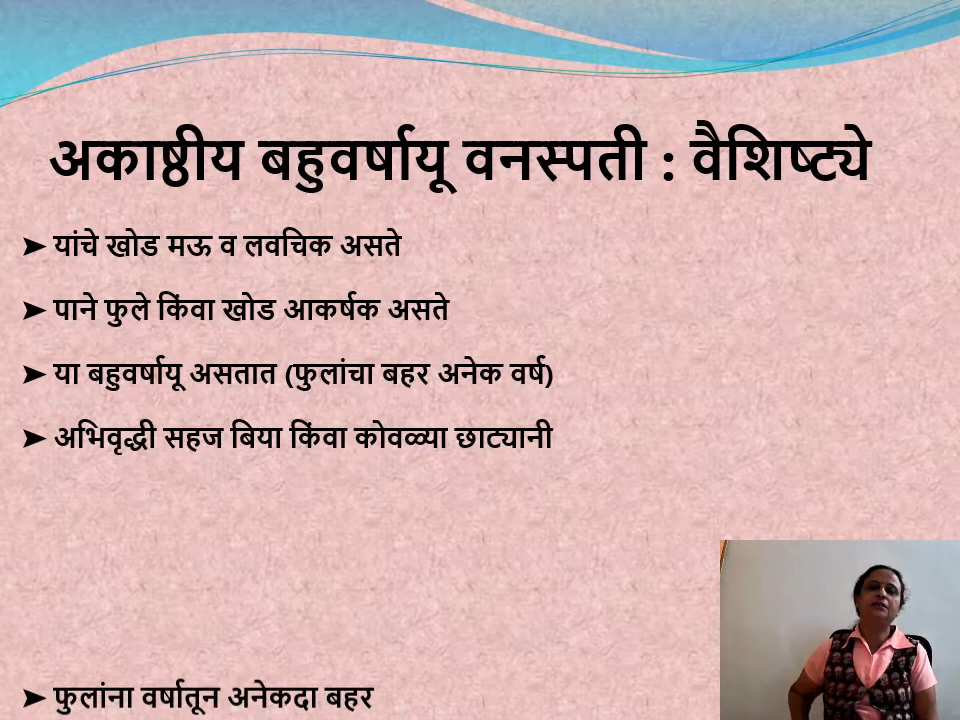 अकाष्ठीय बहुवर्षायू वनस्पती : वैशिष्ट्ये
➤ यांचे खोड मऊ व लवचिक असते
➤ पाने फुले किंवा खोड आकर्षक असते
➤ या बहुवर्षायू असतात (फुलांचा बहर अनेक वर्ष)
➤ अभिवृद्धी सहज बिया किंवा कोवळ्या छाट्यानी
➤ फुलांना वर्षातून अनेकदा बहर